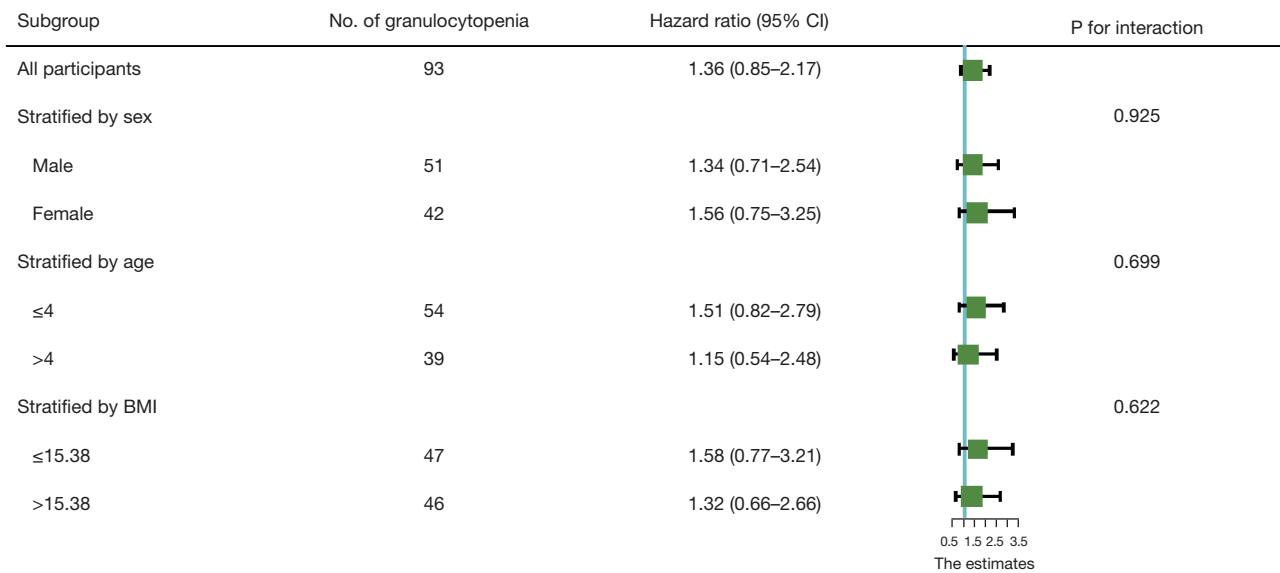 Subgroup No. of granulocytopenia Hazard ratio (95% CI) P for interaction
All participants 93 1.36 (0.85–2.17)
Stratified by sex 0.925
Male 51 1.34 (0.71–2.54)
Female 42 1.56 (0.75–3.25)
Stratified by age 0.699
≤4 54 1.51 (0.82–2.79)
>4 39 1.15 (0.54–2.48)
Stratified by BMI 0.622
≤15.38 47 1.58 (0.77–3.21)
>15.38 46 1.32 (0.66–2.66)
0.5 1.5 2.5 3.5
The estimates